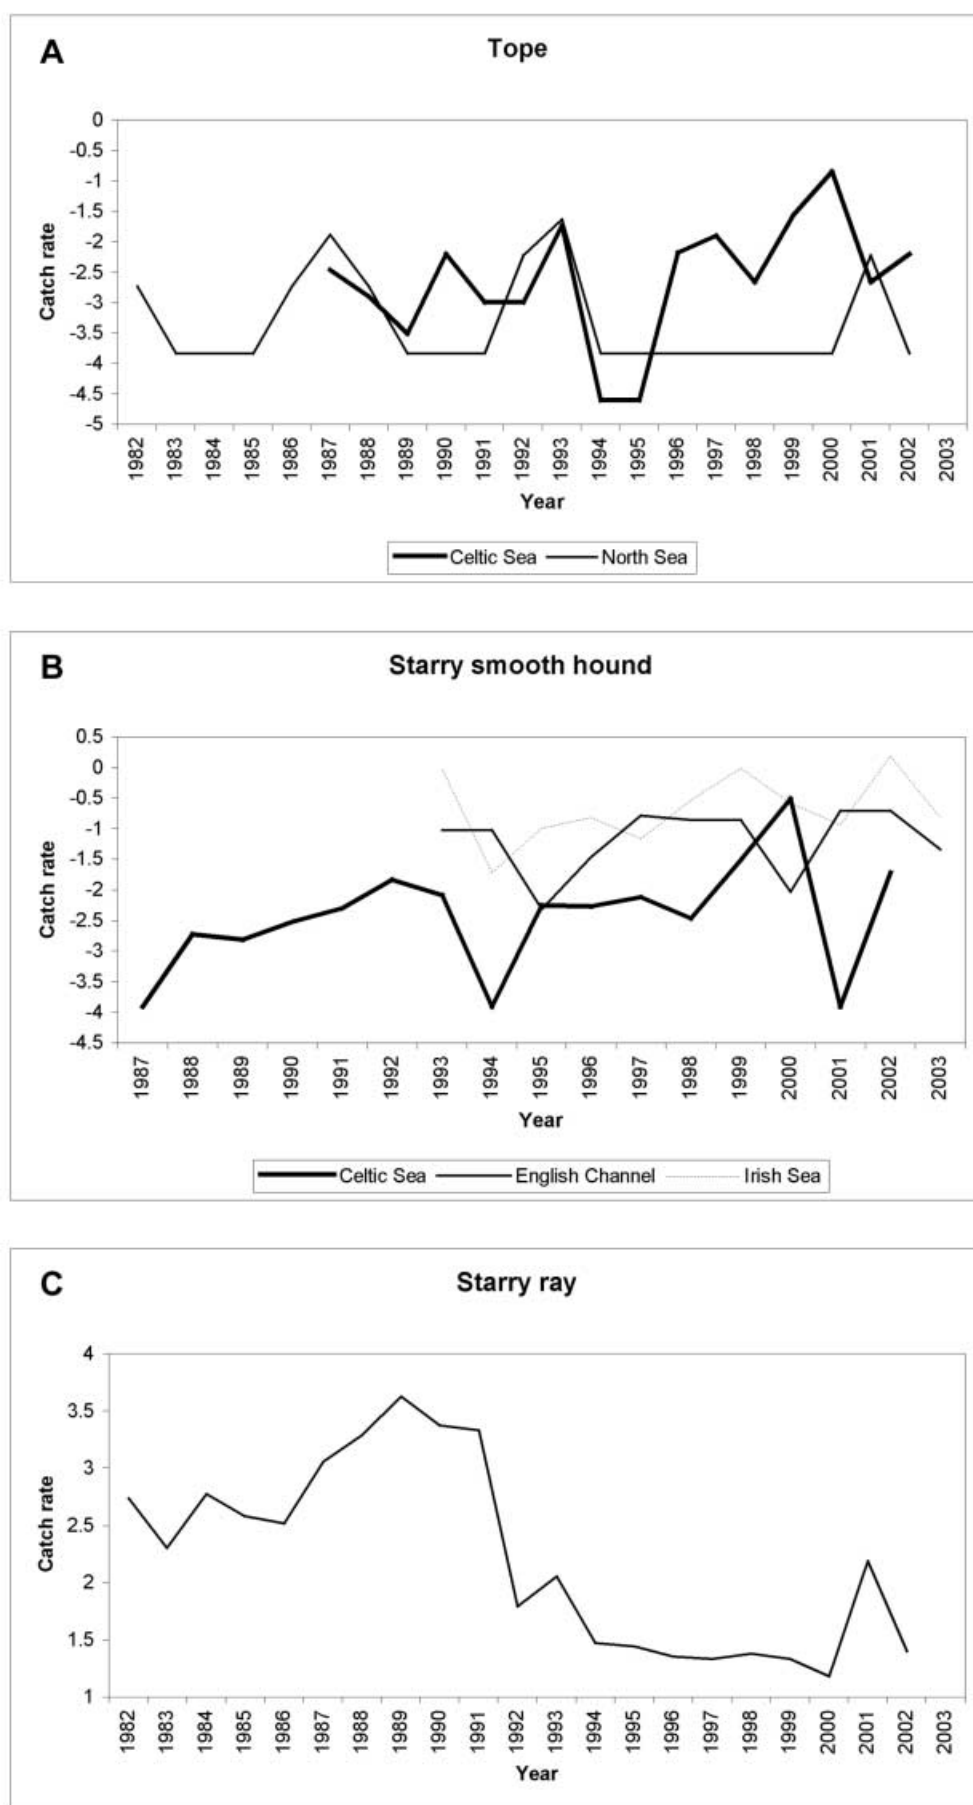 A
Tope
0
-0.5
-1
-1.5
-2
-2.5
-3
-3.5
-4
-4.5
-5
Catch rate
1982 1983 1984 1985 1986 1987 1988 1989 1990 1991 1992 1993 1994 1995 1996 1997 1998 1999 2000 2001 2002 2003
Year
Celtic Sea North Sea
B
Starry smooth hound
0.5
0
-0.5
-1
-1.5
-2
-2.5
-3
-3.5
-4
-4.5
Catch rate
1987 1988 1989 1990 1991 1992 1993 1994 1995 1996 1997 1998 1999 2000 2001 2002 2003
Year
Celtic Sea English Channel Irish Sea
C
Starry ray
4
3.5
3
2.5
2
1.5
1
Catch rate
1982 1983 1984 1985 1986 1987 1988 1989 1990 1991 1992 1993 1994 1995 1996 1997 1998 1999 2000 2001 2002 2003
Year